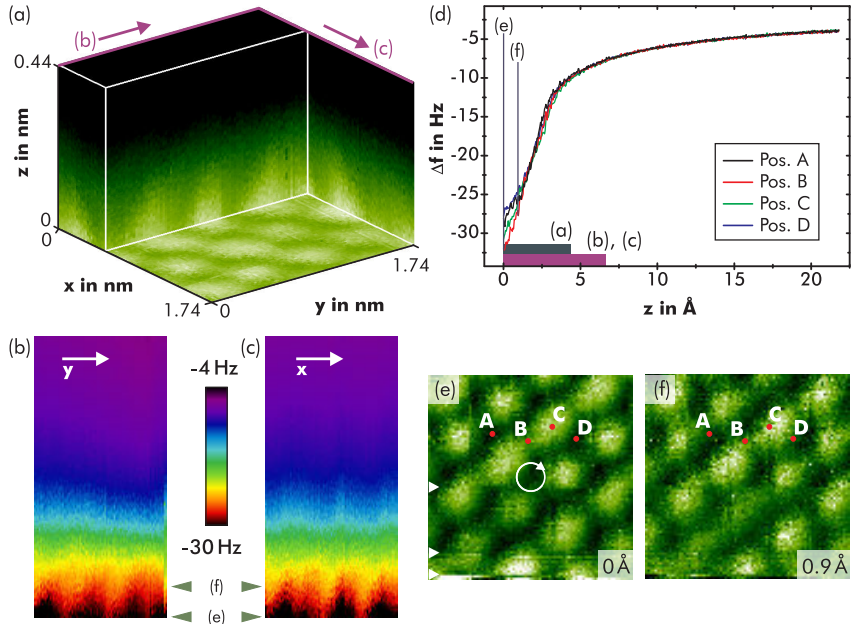 (a)
(b)
(c)
0.44
z in nm
0
0
x in nm
1.74
0
y in nm
1.74
(d)
(e)
(f)
-5
-10
-15
-20
-25
-30
Δf in Hz
Pos. A
Pos. B
Pos. C
Pos. D
(a)
(b), (c)
0
5
10
15
20
z in Å
(b)
y
-4 Hz
-30 Hz
(c)
x
(f)
(e)
(e)
A
B
C
D
0 Å
(f)
A
B
C
D
0.9 Å